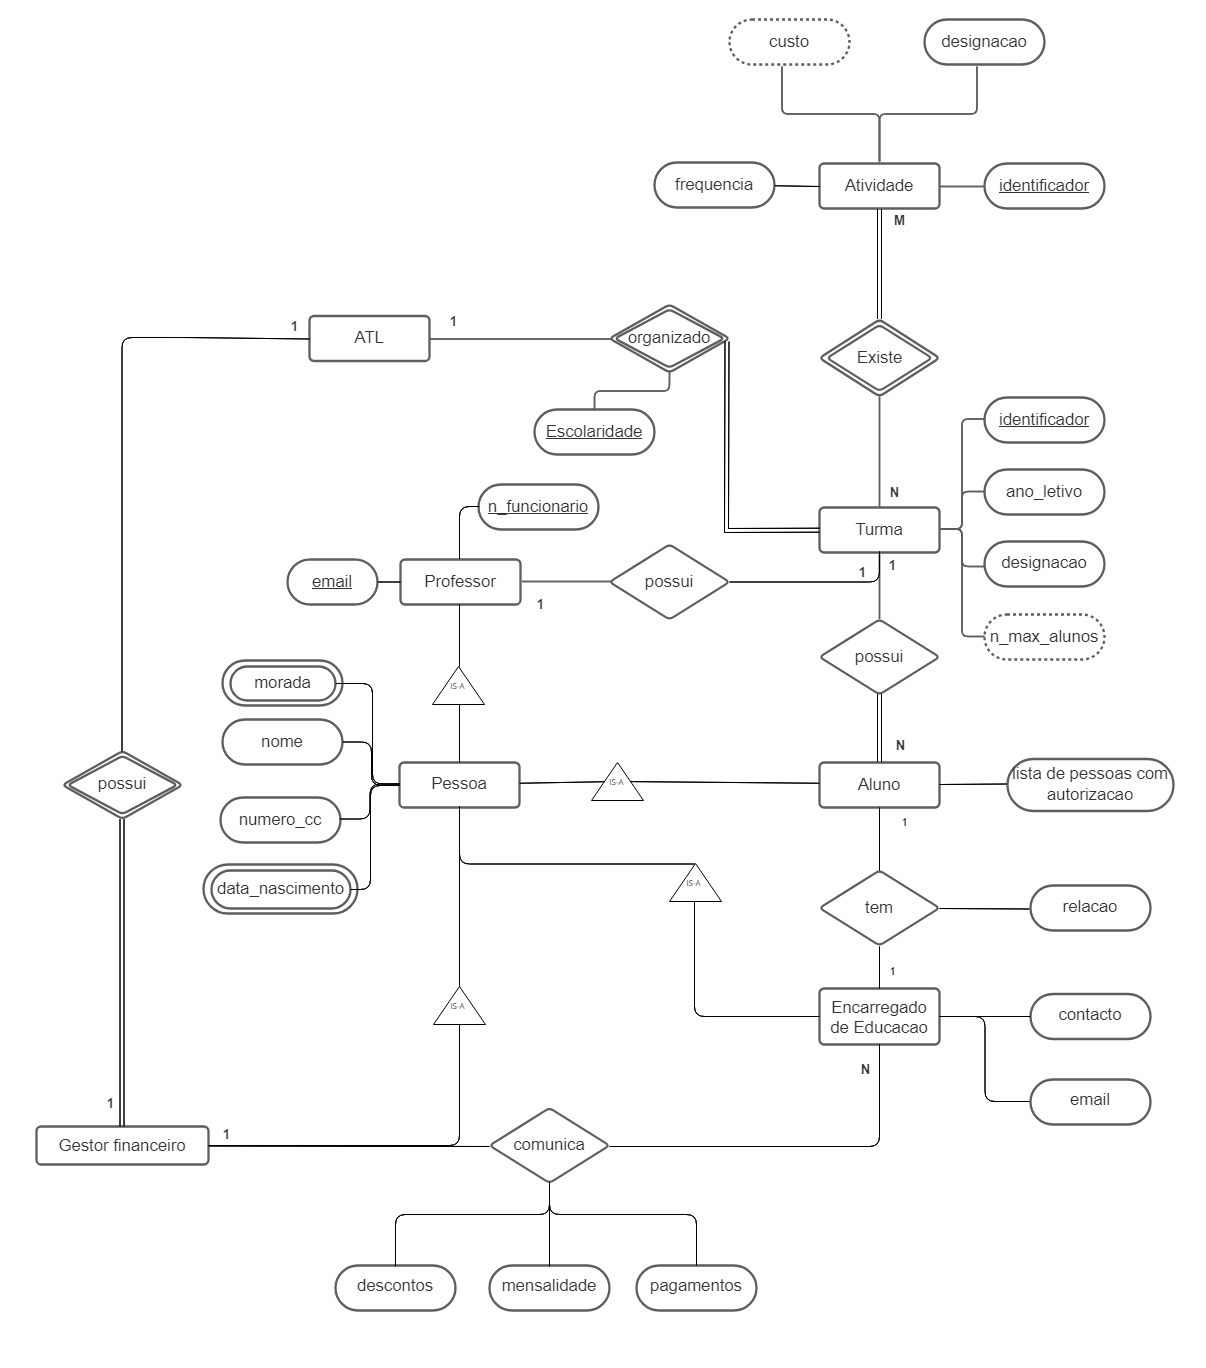 custo
designacao
frequencia
Atividade
identificador
M
1
ATL
1
organizado
Existe
Escolaridade
identificador
ano_letivo
N
n_funcionario
Turma
designacao
email
Professor
1
possui
1
1
n_max_alunos
possui
IS-A
morada
nome
N
possui
Pessoa
IS-A
Aluno
lista de pessoas com
autorizacao
numero_cc
1
data_nascimento
IS-A
tem
relacao
1
IS-A
Encarregado
de Educacao
contacto
N
email
1
Gestor financeiro
1
comunica
descontos
mensalidade
pagamentos